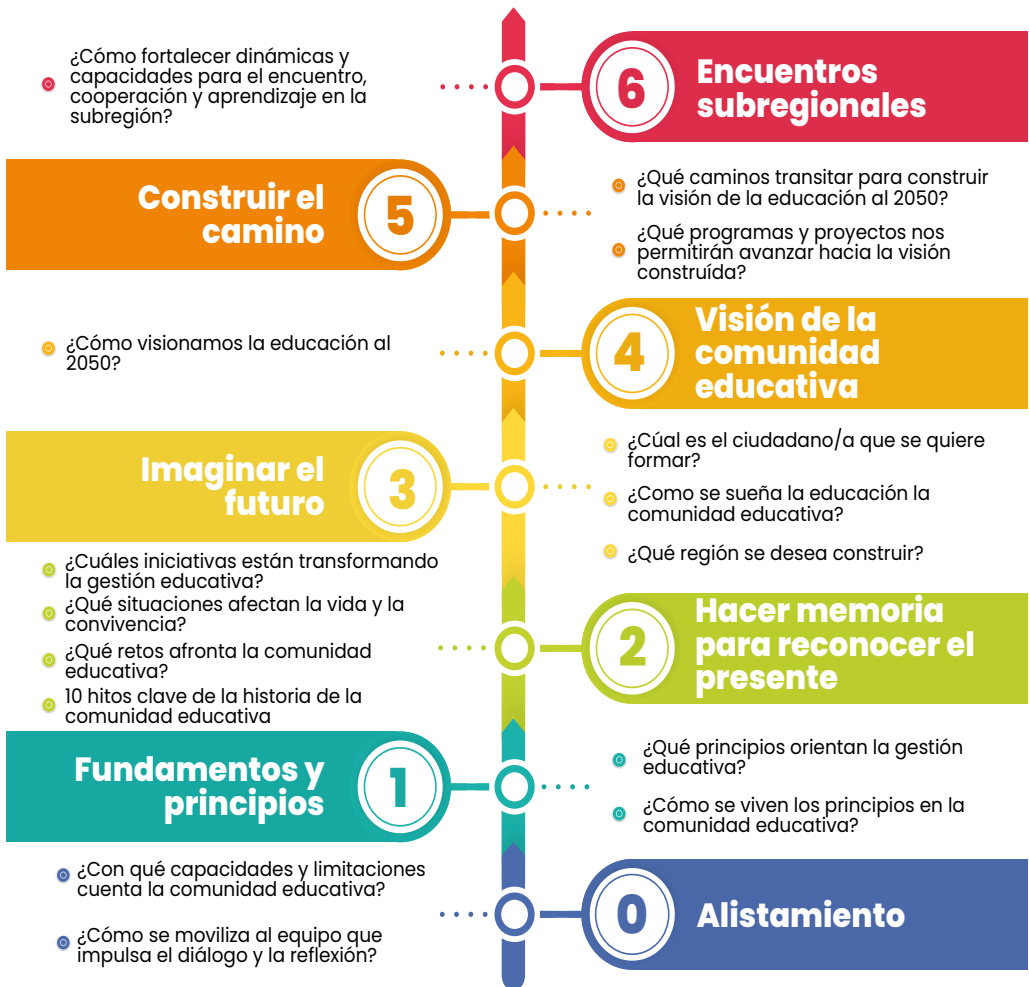 ¿Cómo fortalecer dinámicas y
capacidades para el encuentro,
cooperación y aprendizaje en la
subregión?
6
Encuentros
subregionales
Construir el
camino
5
¿Qué caminos transitar para construir
la visión de la educación al 2050?
¿Qué programas y proyectos nos
permitirán avanzar hacia la visión
construída?
¿Cómo visionamos la educación al
2050?
4
Visión de la
comunidad
educativa
Imaginar el
futuro
3
¿Cúal es el ciudadano/a que se quiere
formar?
¿Como se sueña la educación la
comunidad educativa?
¿Qué región se desea construir?
¿Cuáles iniciativas están transformando
la gestión educativa?
¿Qué situaciones afectan la vida y la
convivencia?
¿Qué retos afronta la comunidad
educativa?
10 hitos clave de la historia de la
comunidad educativa
2
Hacer memoria
para reconocer el
presente
Fundamentos y
principios
1
¿Qué principios orientan la gestión
educativa?
¿Cómo se viven los principios en la
comunidad educativa?
¿Con qué capacidades y limitaciones
cuenta la comunidad educativa?
¿Cómo se moviliza al equipo que
impulsa el diálogo y la reflexión?
0
Alistamiento